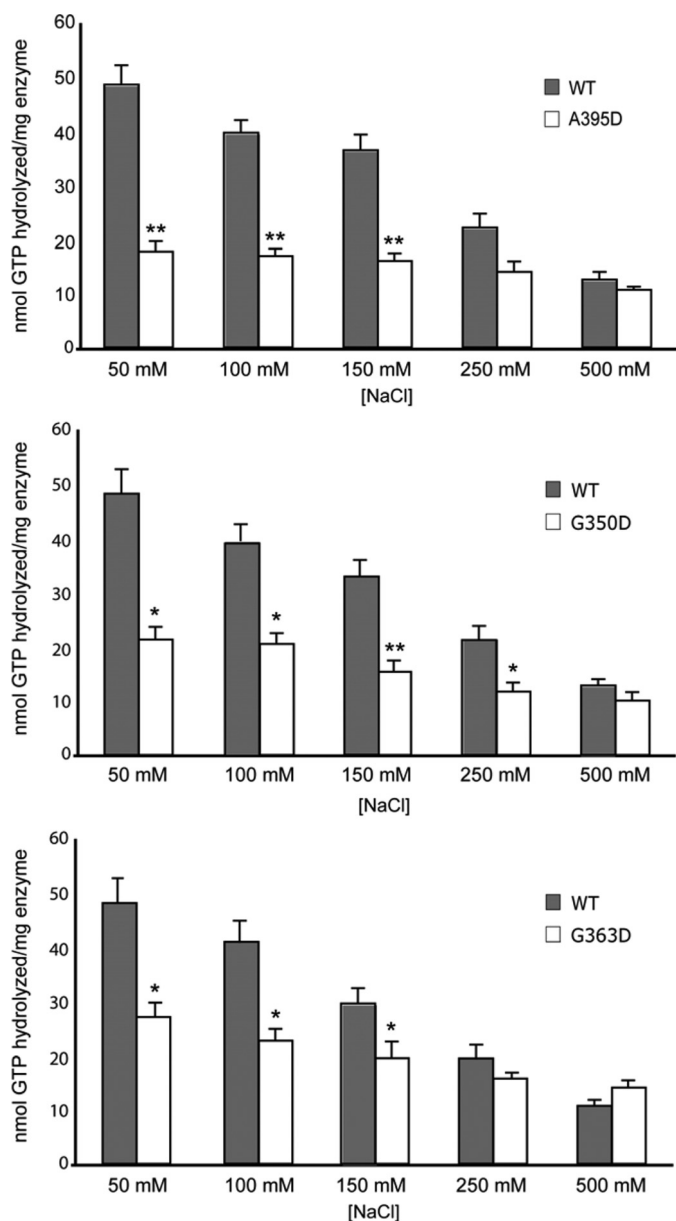 nmol GTP hydrolyzed/mg enzyme
60
50
40
30
20
10
0
WT
A395D
** ** **
50 mM 100 mM 150 mM 250 mM 500 mM
[NaCl]
nmol GTP hydrolyzed/mg enzyme
60
50
40
30
20
10
0
WT
G350D
* * ** *
50 mM 100 mM 150 mM 250 mM 500 mM
[NaCl]
nmol GTP hydrolyzed/mg enzyme
60
50
40
30
20
10
0
WT
G363D
* * *
50 mM 100 mM 150 mM 250 mM 500 mM
[NaCl]